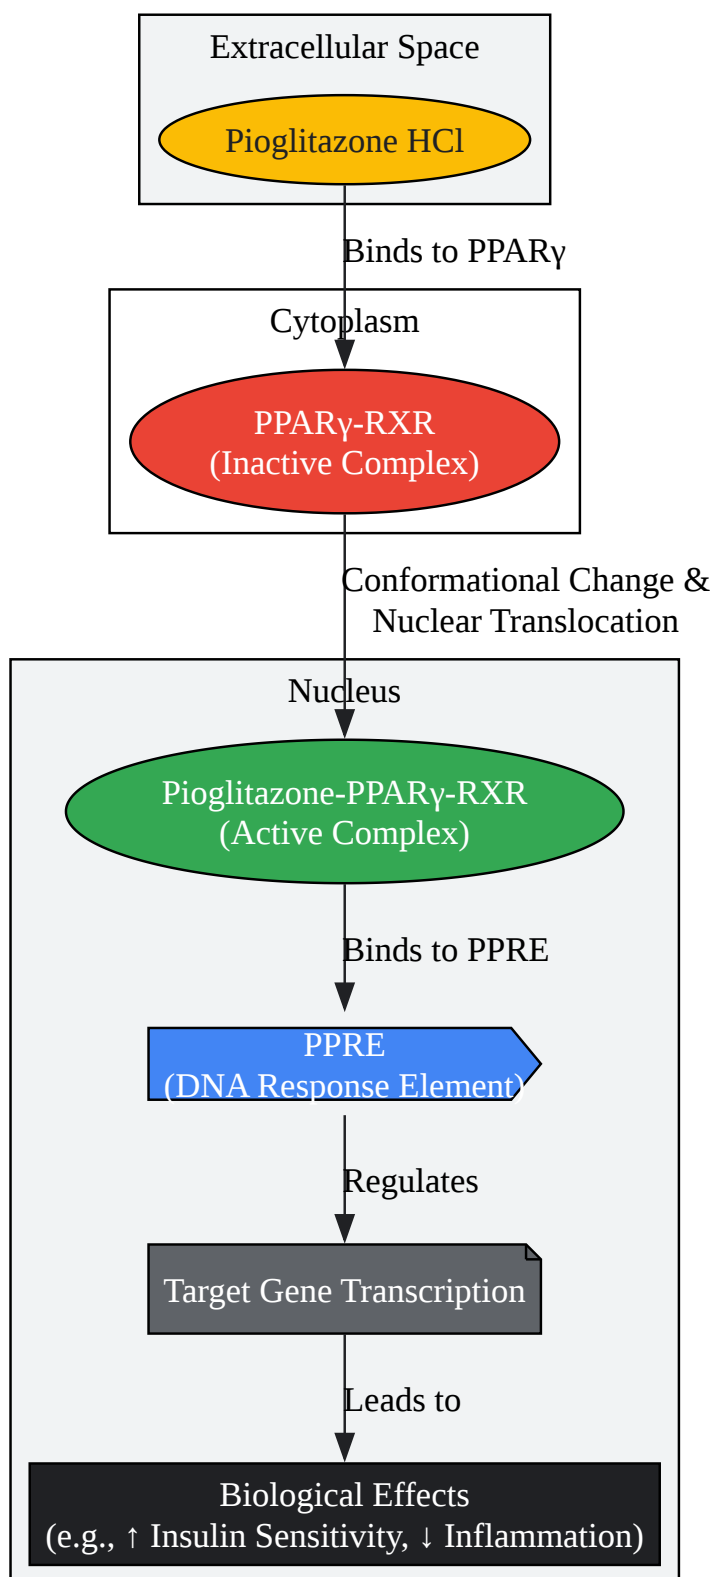 Extracellular Space
Pioglitazone HCl
Binds to PPARγ
Cytoplasm
PPARγ-RXR
(Inactive Complex)
Conformational Change &
Nuclear Translocation
Nucleus
Pioglitazone-PPARγ-RXR
(Active Complex)
Binds to PPRE
PPRE
(DNA Response Element)
Regulates
Target Gene Transcription
Leads to
Biological Effects
(e.g., ↑ Insulin Sensitivity, ↓ Inflammation)